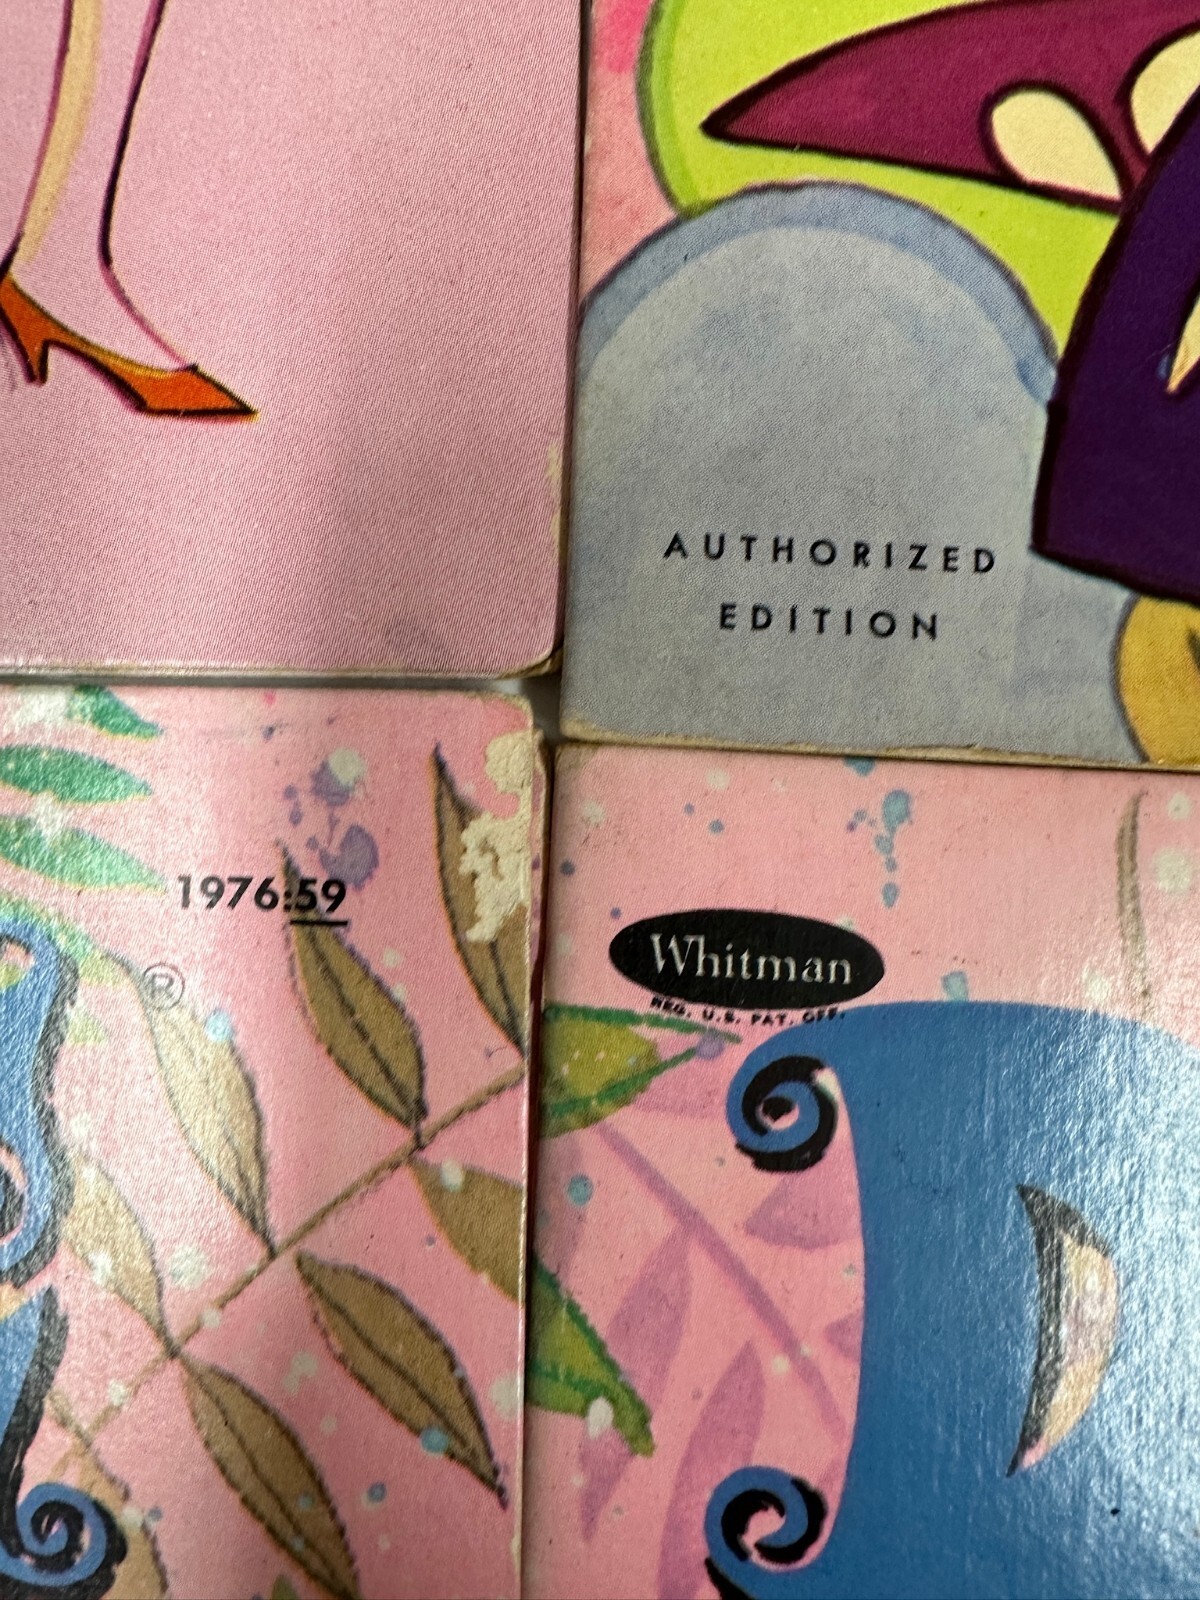 AUTHORIZED
EDITION
1976:59
®
Whitman
REG. U.S. PAT. OFF.